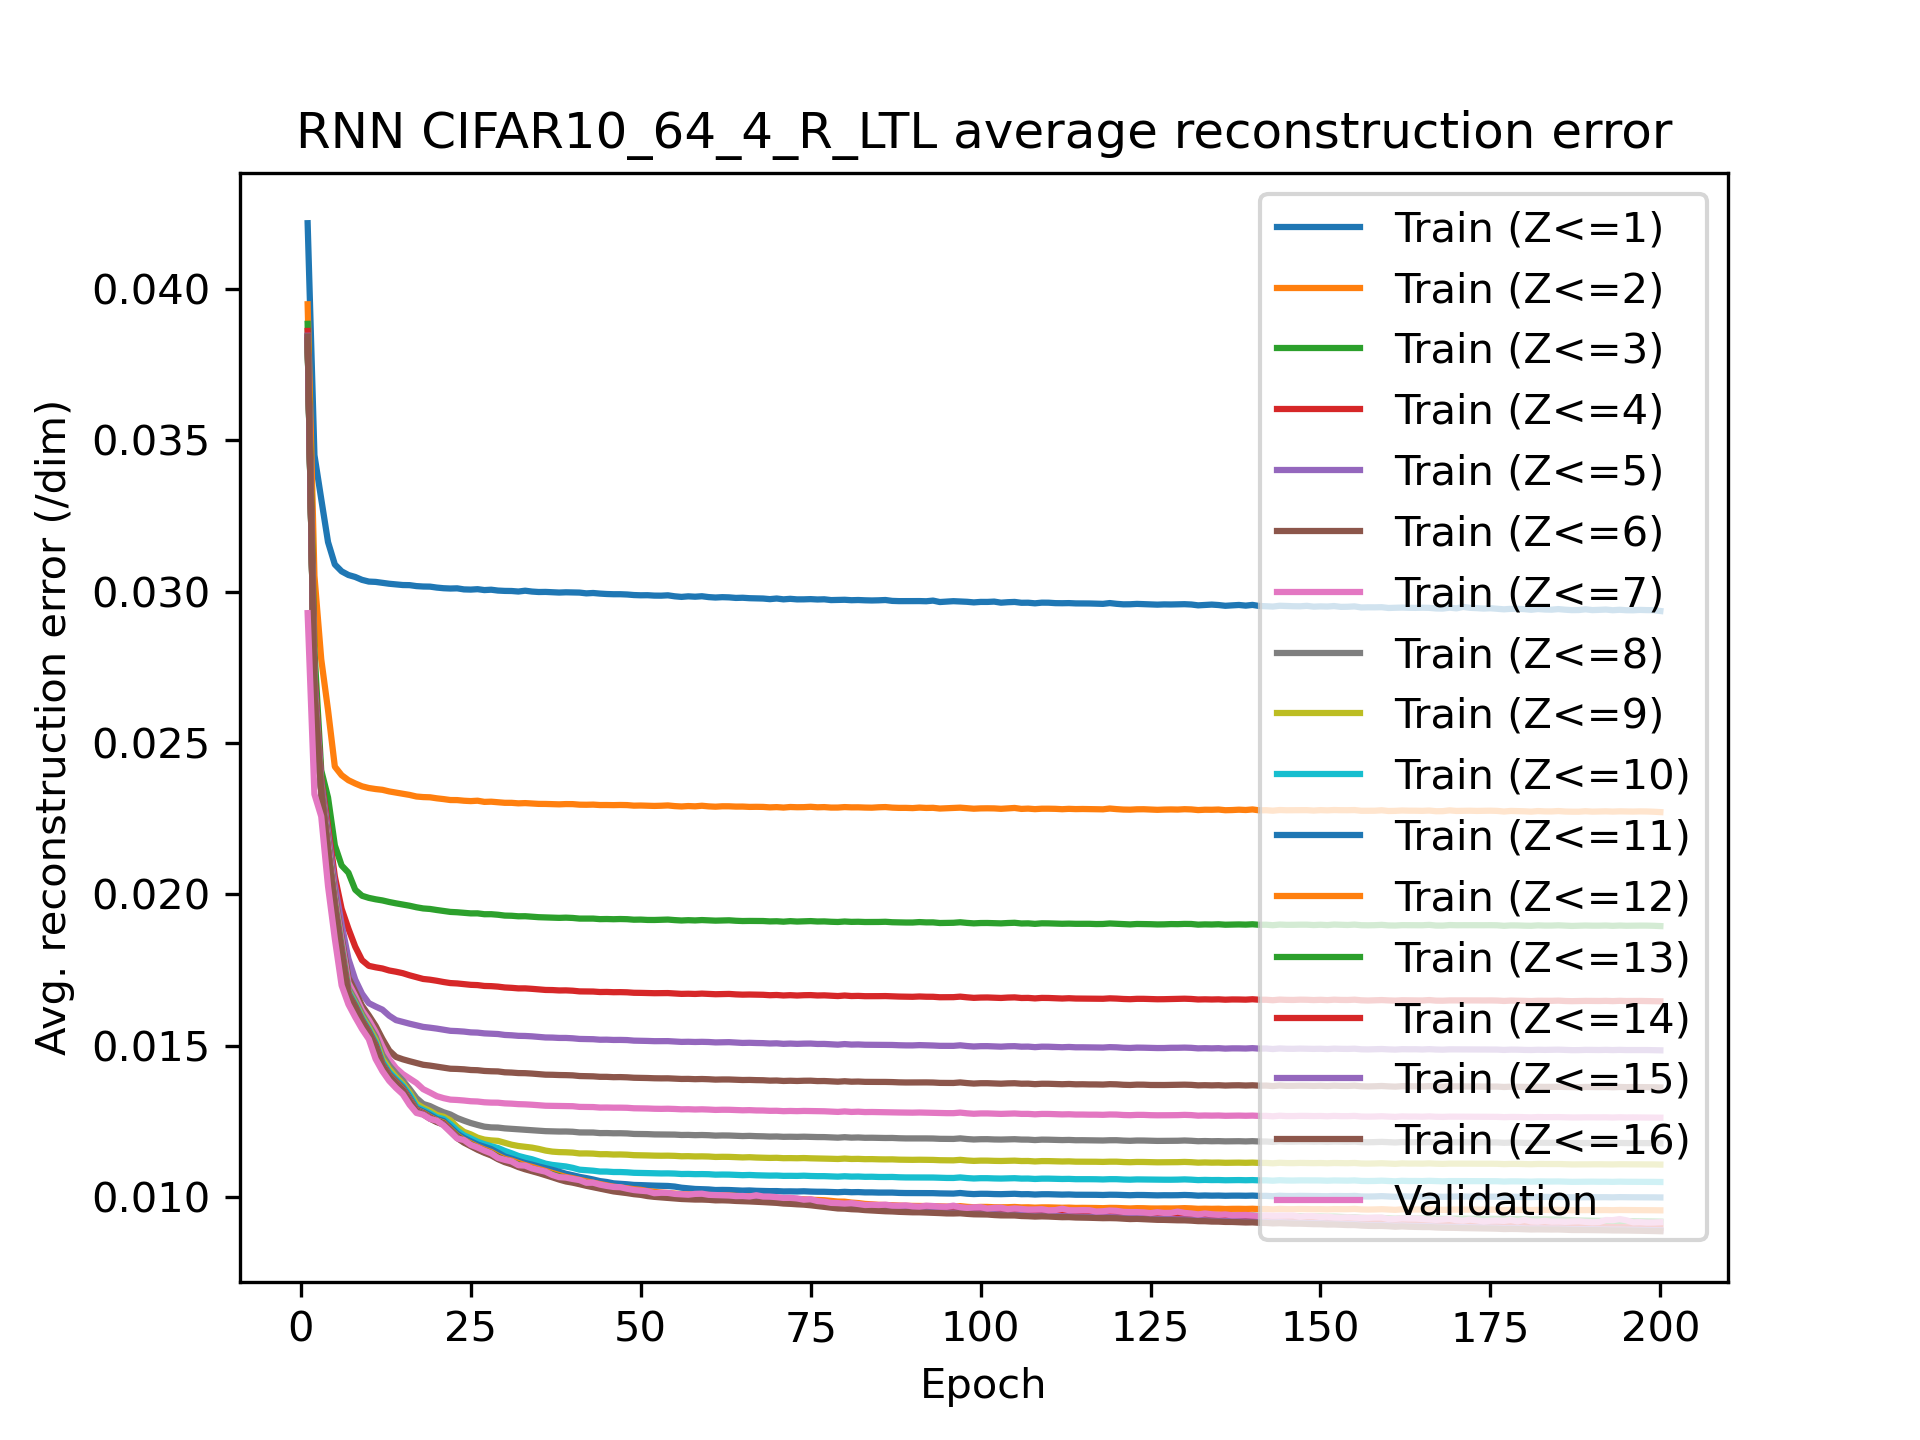 RNN CIFAR10_64_4_R_LTL average reconstruction error
Avg. reconstruction error (/dim)
0.040
0.035
0.030
0.025
0.020
0.015
0.010
Train (Z<=1)
Train (Z<=2)
Train (Z<=3)
Train (Z<=4)
Train (Z<=5)
Train (Z<=6)
Train (Z<=7)
Train (Z<=8)
Train (Z<=9)
Train (Z<=10)
Train (Z<=11)
Train (Z<=12)
Train (Z<=13)
Train (Z<=14)
Train (Z<=15)
Train (Z<=16)
Validation
0 25 50 75 100 125 150 175 200
Epoch